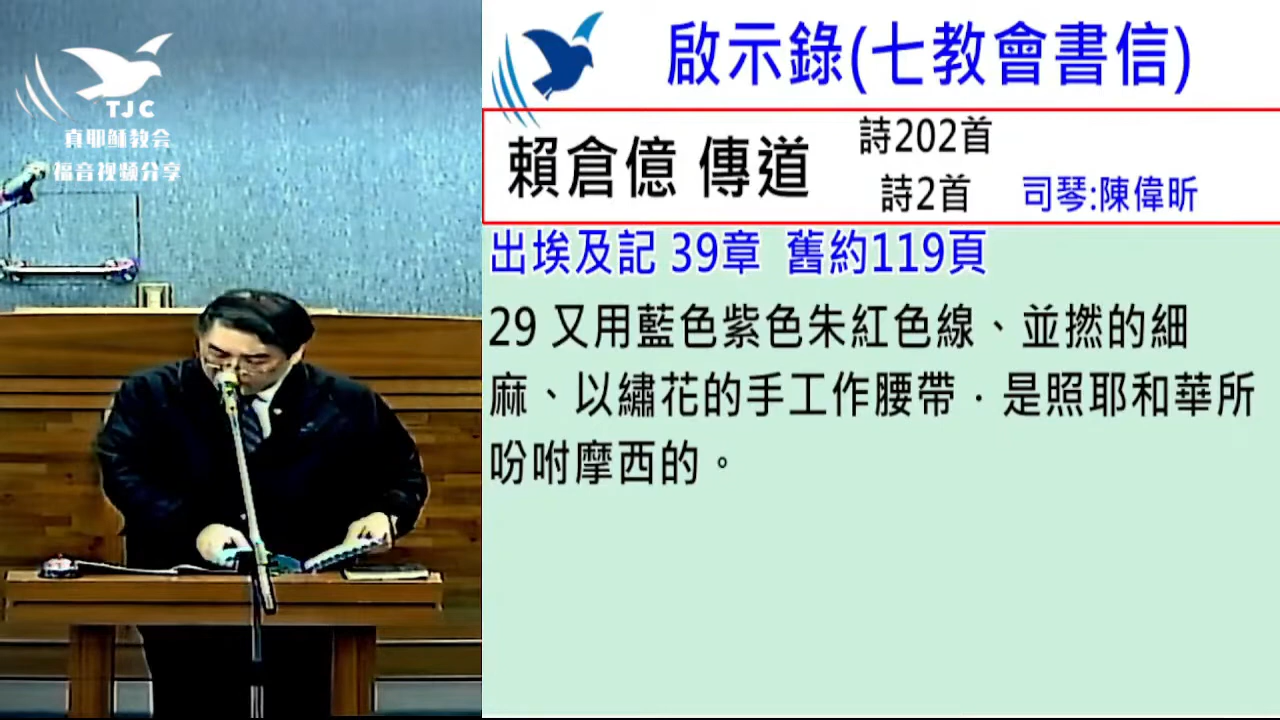 TJC
真耶穌教会
福音视频分享
啟示錄(七教會書信)
賴倉億 傳道
詩202首
詩2首 司琴:陳偉昕
出埃及記 39章 舊約119頁
29 又用藍色紫色朱紅色線、並撚的細
麻、以繡花的手工作腰帶．是照耶和華所
吩咐摩西的。